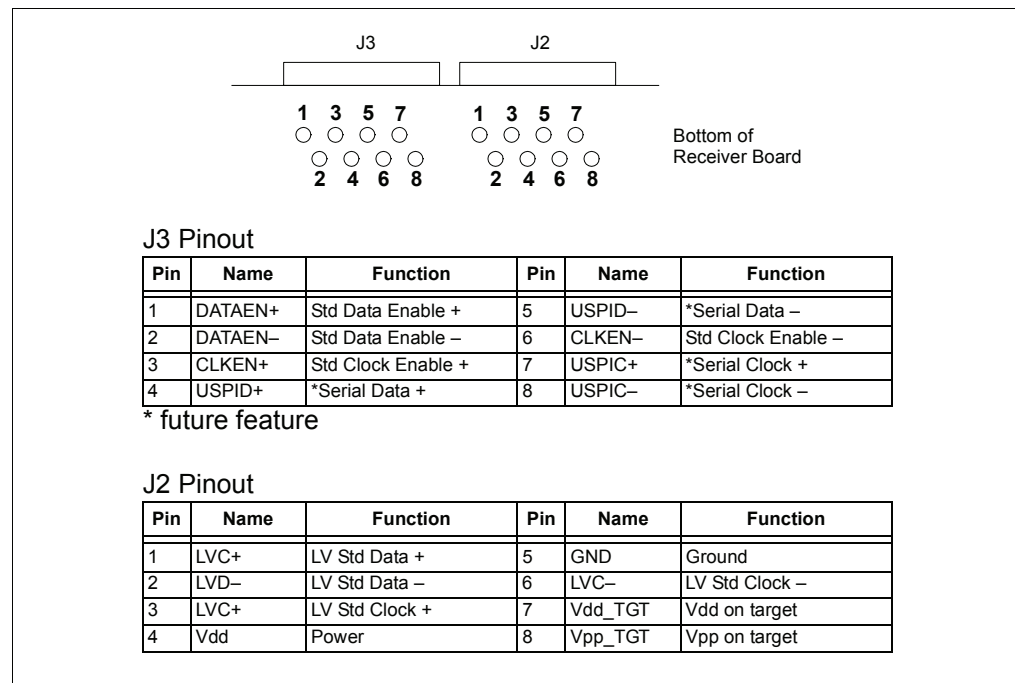 J3 J2
1 3 5 7 1 3 5 7
Bottom of
Receiver Board
2 4 6 8 2 4 6 8
J3 Pinout
Pin Name Function Pin Name Function
1 DATAEN+ Std Data Enable + 5 USPID– *Serial Data –
2 DATAEN– Std Data Enable – 6 CLKEN– Std Clock Enable –
3 CLKEN+ Std Clock Enable + 7 USPIC+ *Serial Clock +
4 USPID+ *Serial Data + 8 USPIC– *Serial Clock –
* future feature
J2 Pinout
Pin Name Function Pin Name Function
1 LVC+ LV Std Data + 5 GND Ground
2 LVD– LV Std Data – 6 LVC– LV Std Clock –
3 LVC+ LV Std Clock + 7 Vdd_TGT Vdd on target
4 Vdd Power 8 Vpp_TGT Vpp on target